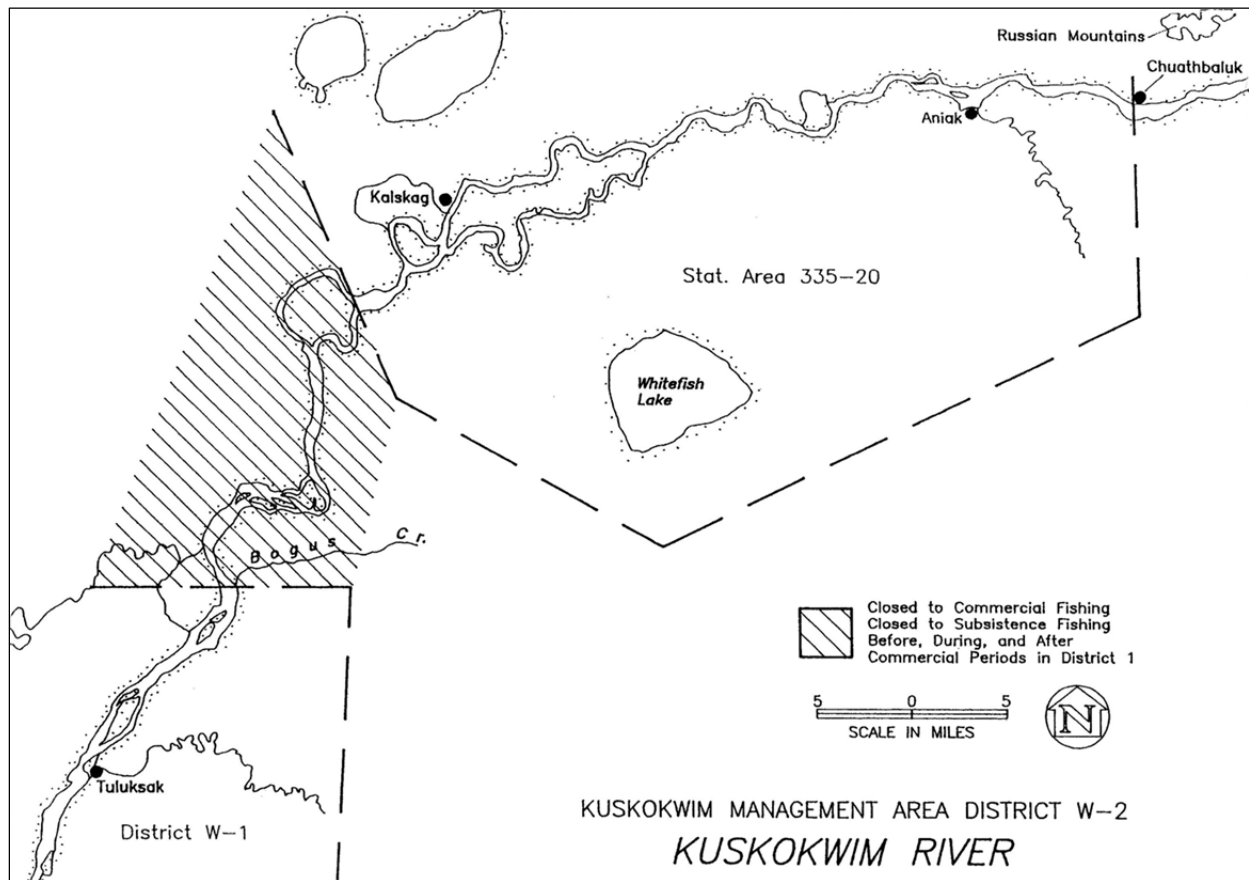 Russian Mountains
Chuathbaluk
Aniak
Kalskag
Stat. Area 335-20
Whitefish
Lake
Bogus Cr.
Closed to Commercial Fishing
Closed to Subsistence Fishing
Before, During, and After
Commercial Periods in District 1
5 0 5
SCALE IN MILES
N
Tuluksak
District W-1
KUSKOKWIM MANAGEMENT AREA DISTRICT W-2
KUSKOKWIM RIVER